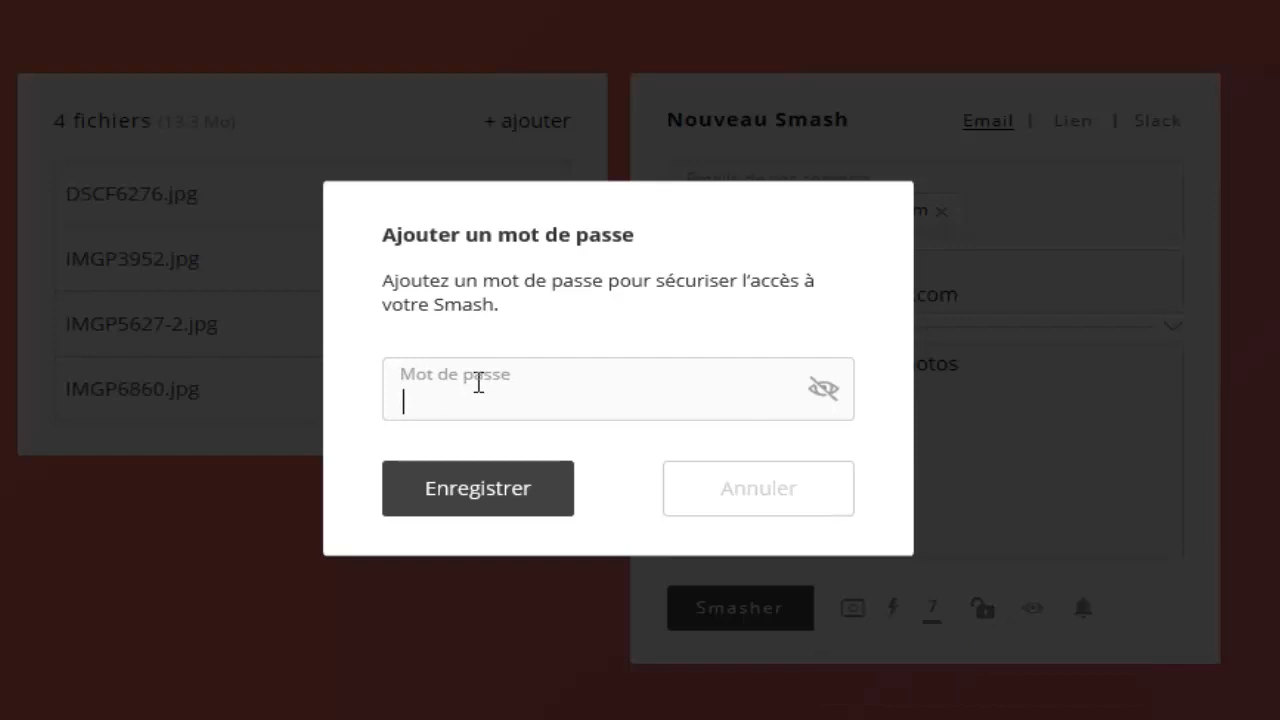 4 fichiers (13.3 Mo)
+ ajouter
DSCF6276.jpg
IMGP3952.jpg
IMGP5627-2.jpg
IMGP6860.jpg
Nouveau Smash
Email | Lien | Slack
m ×
.com
otos
Ajouter un mot de passe
Ajoutez un mot de passe pour sécuriser l’accès à
votre Smash.
Mot de passe
Enregistrer
Annuler
Smasher
7